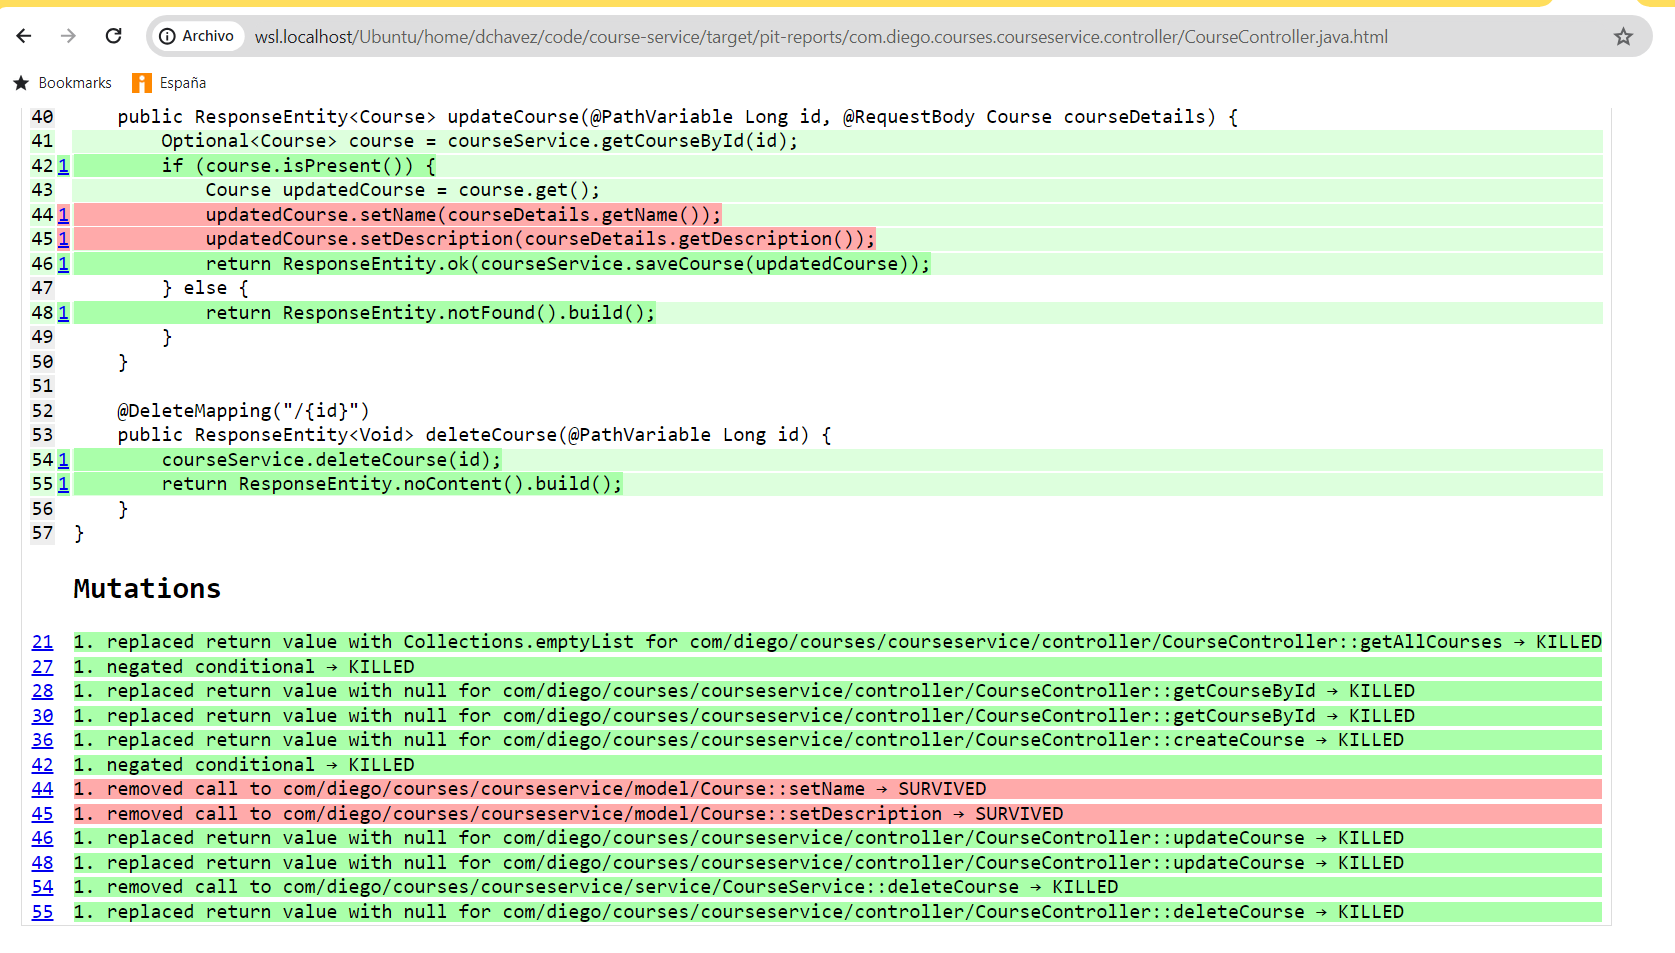 Archivo wsl.localhost/Ubuntu/home/dchavez/code/course-service/target/pit-reports/com.diego.courses.courseservice.controller/CourseController.java.html
Bookmarks España
40 public ResponseEntity<Course> updateCourse(@PathVariable Long id, @RequestBody Course courseDetails) {
41 Optional<Course> course = courseService.getCourseById(id);
42 1 if (course.isPresent()) {
43 Course updatedCourse = course.get();
44 1 updatedCourse.setName(courseDetails.getName());
45 1 updatedCourse.setDescription(courseDetails.getDescription());
46 1 return ResponseEntity.ok(courseService.saveCourse(updatedCourse));
47 } else {
48 1 return ResponseEntity.notFound().build();
49 }
50 }
51
52 @DeleteMapping("/{id}")
53 public ResponseEntity<Void> deleteCourse(@PathVariable Long id) {
54 1 courseService.deleteCourse(id);
55 1 return ResponseEntity.noContent().build();
56 }
57 }
Mutations
21 1. replaced return value with Collections.emptyList for com/diego/courses/courseservice/controller/CourseController::getAllCourses → KILLED
27 1. negated conditional → KILLED
28 1. replaced return value with null for com/diego/courses/courseservice/controller/CourseController::getCourseById → KILLED
30 1. replaced return value with null for com/diego/courses/courseservice/controller/CourseController::getCourseById → KILLED
36 1. replaced return value with null for com/diego/courses/courseservice/controller/CourseController::createCourse → KILLED
42 1. negated conditional → KILLED
44 1. removed call to com/diego/courses/courseservice/model/Course::setName → SURVIVED
45 1. removed call to com/diego/courses/courseservice/model/Course::setDescription → SURVIVED
46 1. replaced return value with null for com/diego/courses/courseservice/controller/CourseController::updateCourse → KILLED
48 1. replaced return value with null for com/diego/courses/courseservice/controller/CourseController::updateCourse → KILLED
54 1. removed call to com/diego/courses/courseservice/service/CourseService::deleteCourse → KILLED
55 1. replaced return value with null for com/diego/courses/courseservice/controller/CourseController::deleteCourse → KILLED